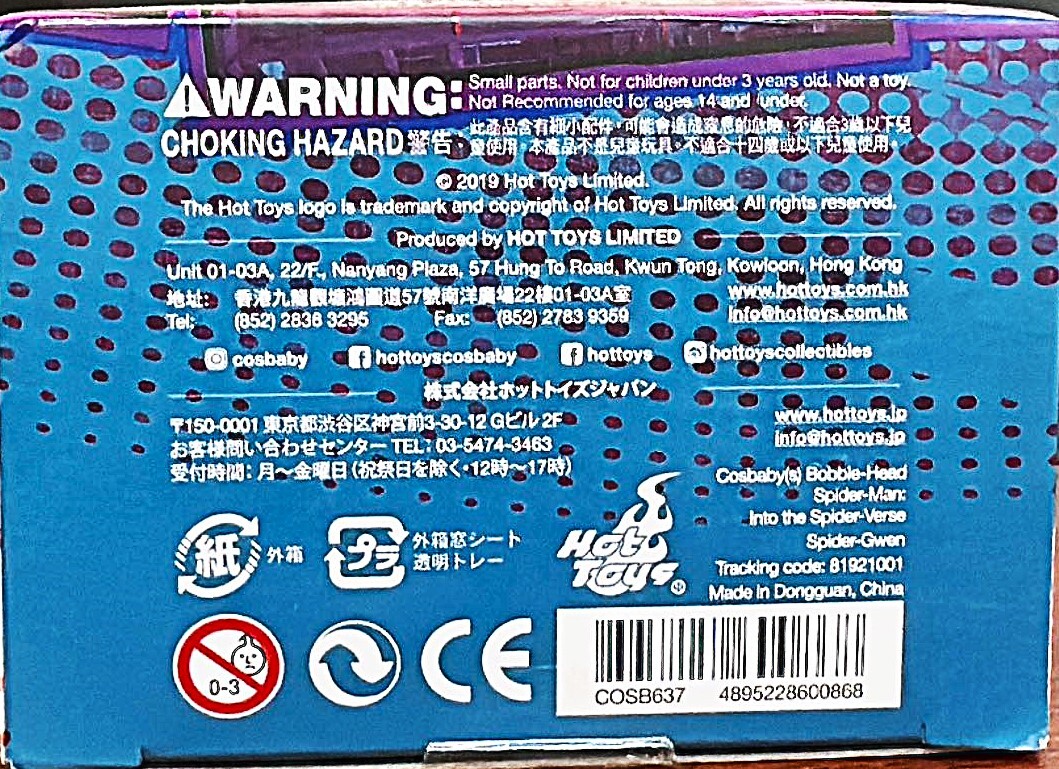 WARNING: Small parts. Not for children under 3 years old. Not a toy.
Not Recommended for ages 14 and under.
CHOKING HAZARD 警告· 此產品含有細小配件·可能會造成窒息的危險·不適合3歲以下兒
童使用·本產品不是兒童玩具·不適合十四歲或以下兒童使用·
© 2019 Hot Toys Limited.
The Hot Toys logo is trademark and copyright of Hot Toys Limited. All rights reserved.
Produced by HOT TOYS LIMITED
Unit 01-03A, 22/F., Nanyang Plaza, 57 Hung To Road, Kwun Tong, Kowloon, Hong Kong
地址: 香港九龍觀塘鴻圖道57號南洋廣場22樓01-03A室 www.hottoys.com.hk
Tel: (852) 2838 3295 Fax: (852) 2783 9359 info@hottoys.com.hk
cosbaby hottoyscosbaby hottoys hottoyscollectibles
株式会社ホットトイズジャパン
〒150-0001 東京都渋谷区神宮前3-30-12 Gビル 2F www.hottoys.jp
お客様問い合わせセンター TEL: 03-5474-3463 info@hottoys.jp
受付時間: 月〜金曜日(祝祭日を除く・12時〜17時)
Cosbaby(s) Bobble-Head
Spider-Man:
Into the Spider-Verse
Spider-Gwen
Tracking code: 81921001
Made in Dongguan, China
紙 外箱 プラ 外箱窓シート
透明トレー
Hot
Toys®
0-3 CE
COSB637 4895228600868